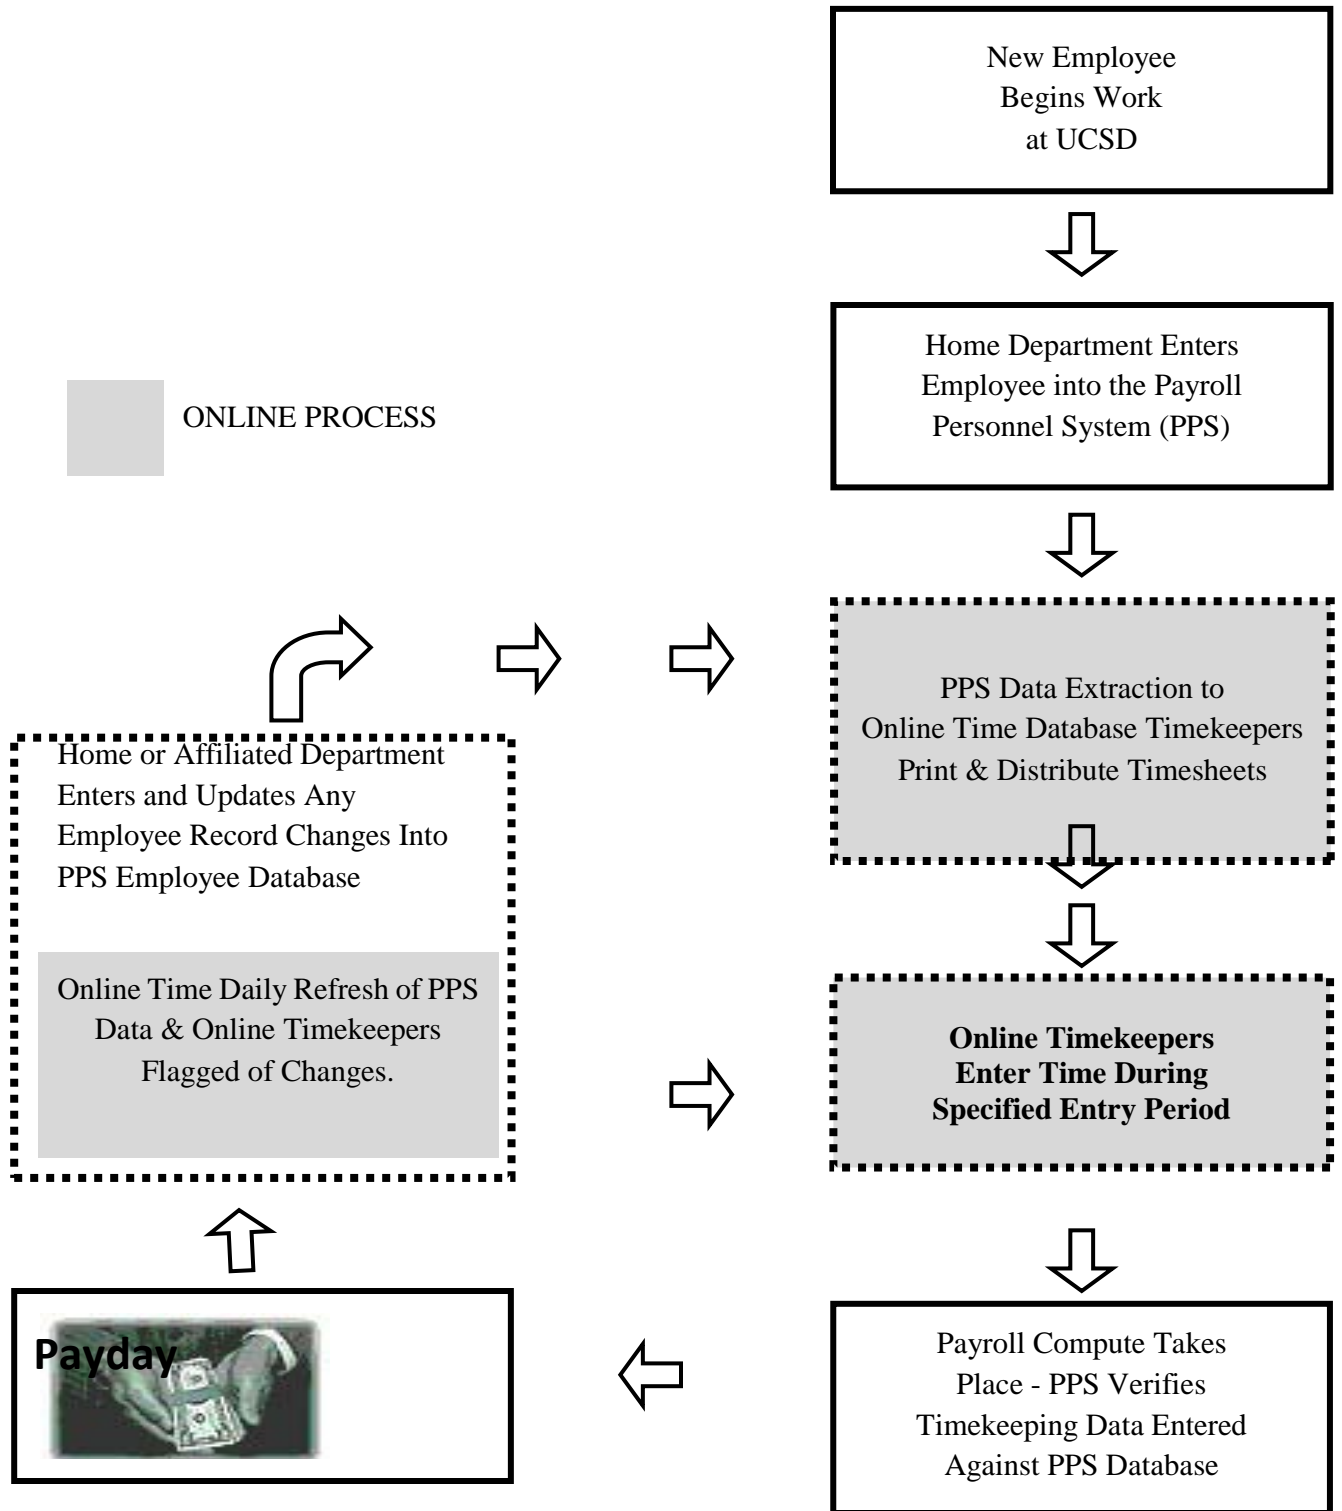 New Employee
Begins Work
at UCSD
Home Department Enters
Employee into the Payroll
Personnel System (PPS)
ONLINE PROCESS
PPS Data Extraction to
Online Time Database Timekeepers
Print & Distribute Timesheets
Home or Affiliated Department
Enters and Updates Any
Employee Record Changes Into
PPS Employee Database
Online Time Daily Refresh of PPS
Data & Online Timekeepers
Flagged of Changes.
Online Timekeepers
Enter Time During
Specified Entry Period
Payroll Compute Takes
Place - PPS Verifies
Timekeeping Data Entered
Against PPS Database
Payday